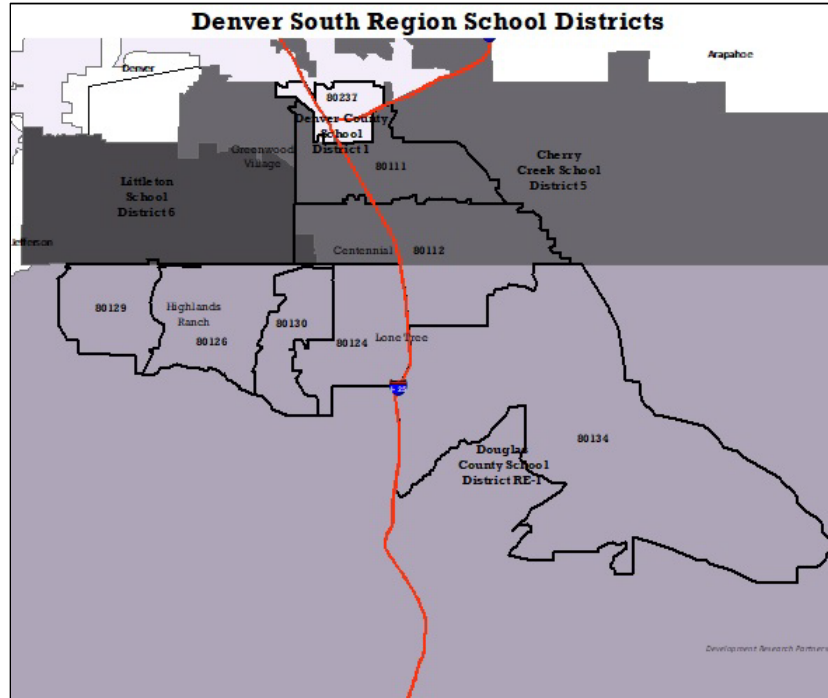 Denver South Region School Districts
Denver
Arapahoe
80237
Denver County
School
District 1
Greenwood
Village
80111
Cherry
Creek School
District 5
Littleton
School
District 6
Jefferson
Centennial
80112
80129
Highlands
Ranch
80126
80130
80124
Lone Tree
80134
Douglas
County School
District RE-1
Development Research Partners